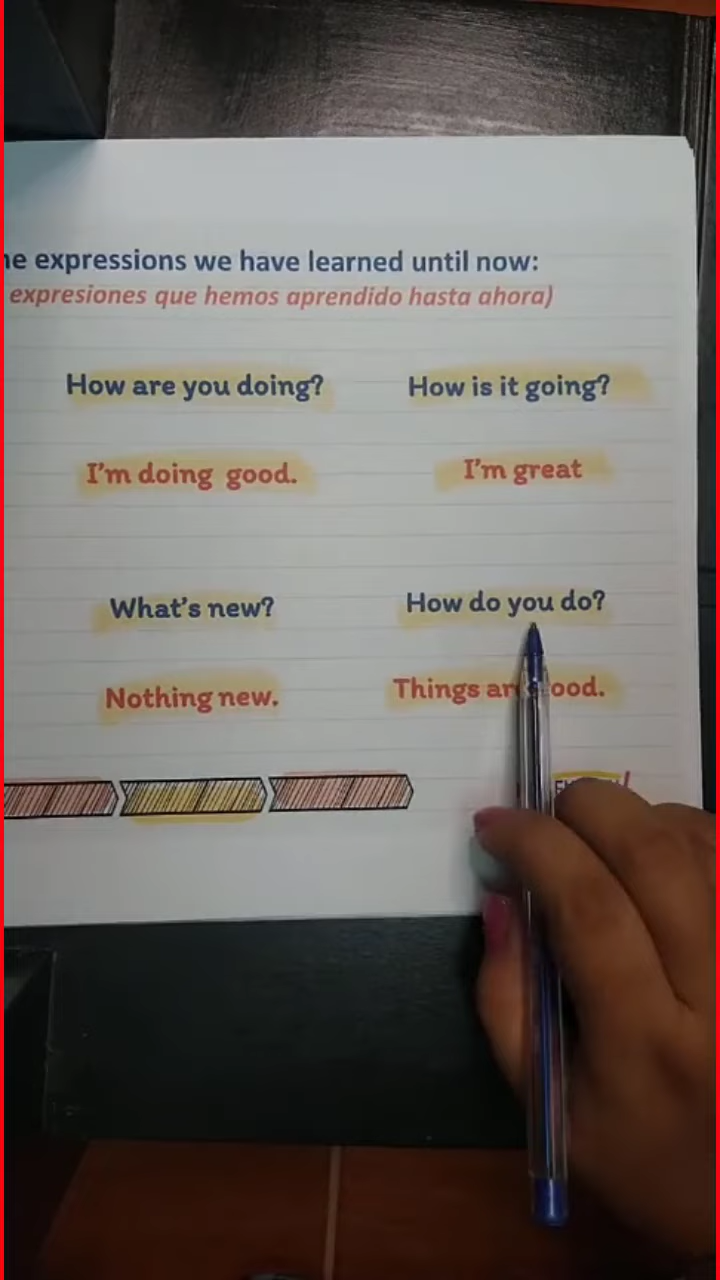 expressions we have learned until now:
expresiones que hemos aprendido hasta ahora)
How are you doing? How is it going?
I'm doing good. I'm great
What's new? How do you do?
Nothing new. Things